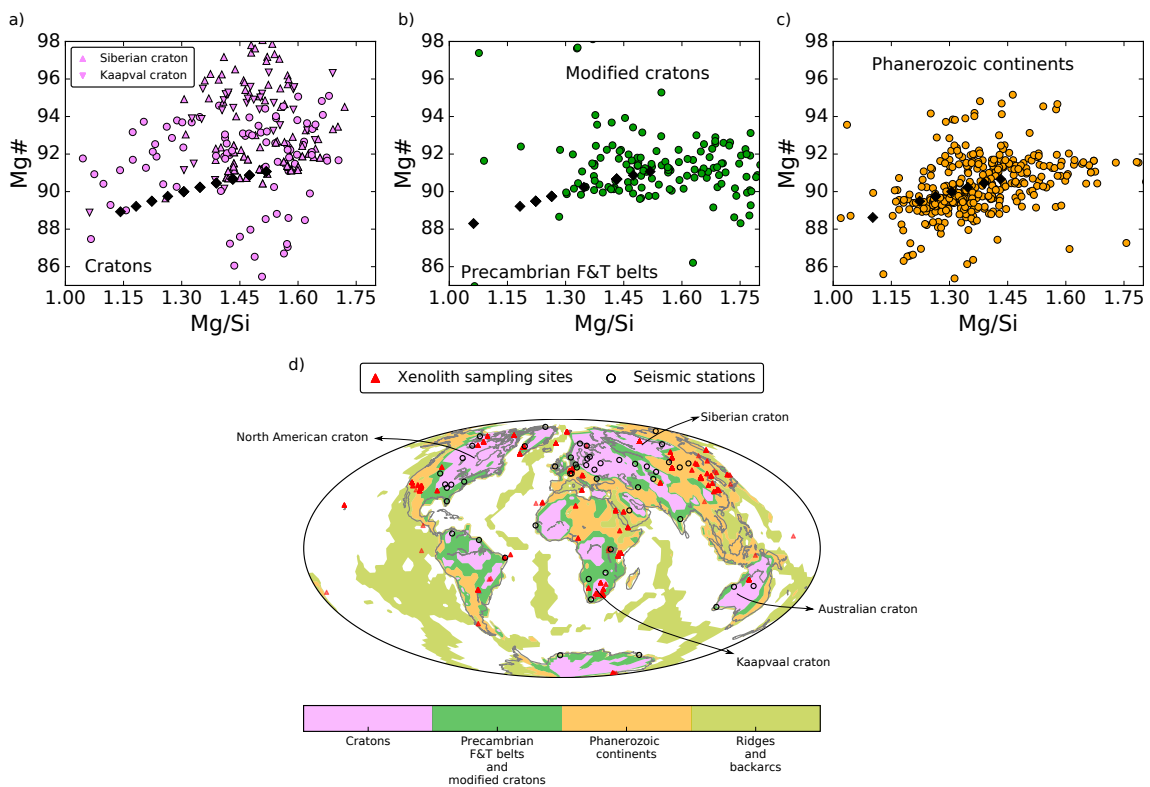 a)
98
96
94
92
90
88
86
Mg#
Siberian craton
Kaapval craton
Cratons
1.00
1.15
1.30
1.45
1.60
1.75
Mg/Si
b)
98
96
94
92
90
88
86
Mg#
Modified cratons
Precambrian F&T belts
1.00
1.15
1.30
1.45
1.60
1.75
Mg/Si
c)
98
96
94
92
90
88
86
Mg#
Phanerozoic continents
1.00
1.15
1.30
1.45
1.60
1.75
Mg/Si
d)
Xenolith sampling sites
Seismic stations
North American craton
Siberian craton
Australian craton
Kaapvaal craton
Cratons
Precambrian
F&T belts
and
modified cratons
Phanerozoic
continents
Ridges
and
backarcs